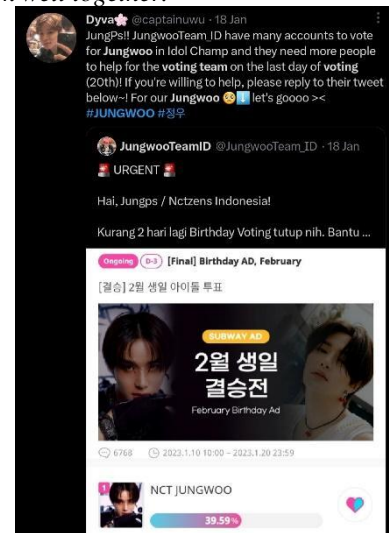 Dyva🌸 @captainuwu · 18 Jan
JungPs!! JungwooTeam_ID have many accounts to vote
for Jungwoo in Idol Champ and they need more people
to help for the voting team on the last day of voting
(20th)! If you're willing to help, please reply to their tweet
below~! For our Jungwoo 🥺⬇️ let's goooo ><
#JUNGWOO #정우
JungwooTeamID @JungwooTeam_ID · 18 Jan
🚨 URGENT 🚨
Hai, Jungps / Nctzens Indonesia!
Kurang 2 hari lagi Birthday Voting tutup nih. Bantu ...
Ongoing D-3 [Final] Birthday AD, February
[결승] 2월 생일 아이돌 투표
SUBWAY AD
2월 생일
결승전
February Birthday Ad
6768 2023.1.10 10:00 ~ 2023.1.20 23:59
1
NCT JUNGWOO
39.59%